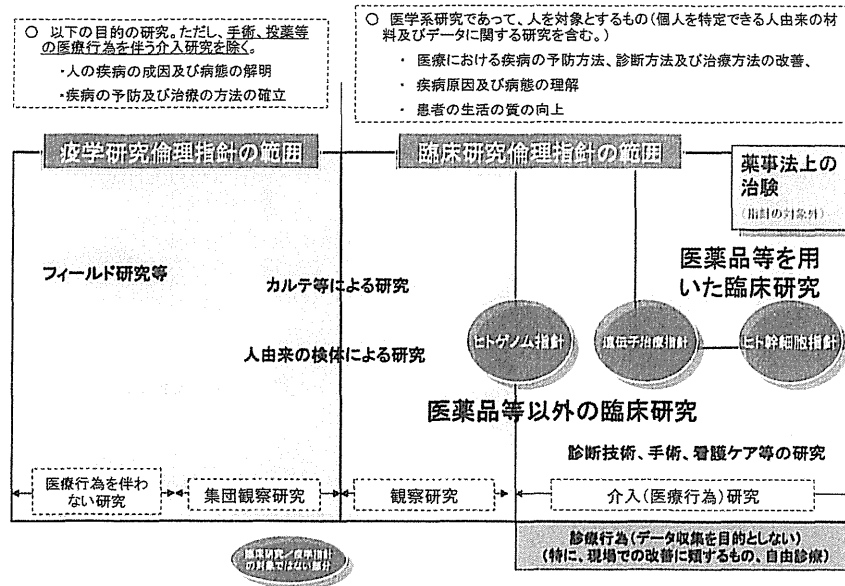 ○ 以下の目的の研究。ただし、手術、投薬等
の医療行為を伴う介入研究を除く。
・人の疾病の成因及び病態の解明
・疾病の予防及び治療の方法の確立
○ 医学系研究であって、人を対象とするもの(個人を特定できる人由来の材
料及びデータに関する研究を含む。)
・ 医療における疾病の予防方法、診断方法及び治療方法の改善、
・ 疾病原因及び病態の理解
・ 患者の生活の質の向上
疫学研究倫理指針の範囲
臨床研究倫理指針の範囲
薬事法上の
治験
(指針の対象外)
フィールド研究等
カルテ等による研究
医薬品等を用
いた臨床研究
人由来の検体による研究
ヒトゲノム指針
遺伝子治療指針
ヒト幹細胞指針
医薬品等以外の臨床研究
診断技術、手術、看護ケア等の研究
医療行為を伴わ
ない研究
集団観察研究
観察研究
介入(医療行為)研究
臨床研究/疫学指針
の対象ではない部分
診療行為(データ収集を目的としない)
(特に、現場での改善に類するもの、自由診療)